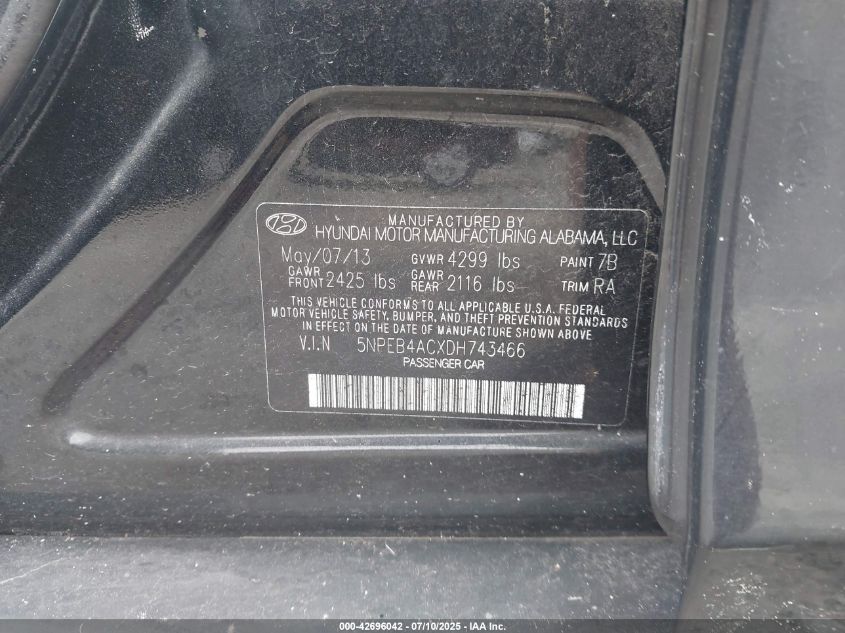 MANUFACTURED BY
HYUNDAI MOTOR MANUFACTURING ALABAMA, LLC
May/07/13 GVWR 4299 lbs PAINT 7B
GAWR FRONT 2425 lbs GAWR REAR 2116 lbs TRIM RA
THIS VEHICLE CONFORMS TO ALL APPLICABLE U.S.A. FEDERAL
MOTOR VEHICLE SAFETY, BUMPER, AND THEFT PREVENTION STANDARDS
IN EFFECT ON THE DATE OF MANUFACTURE SHOWN ABOVE
V.I.N 5NPEB4ACXDH743466
PASSENGER CAR
000-42696042 - 07/10/2025 - IAA Inc.